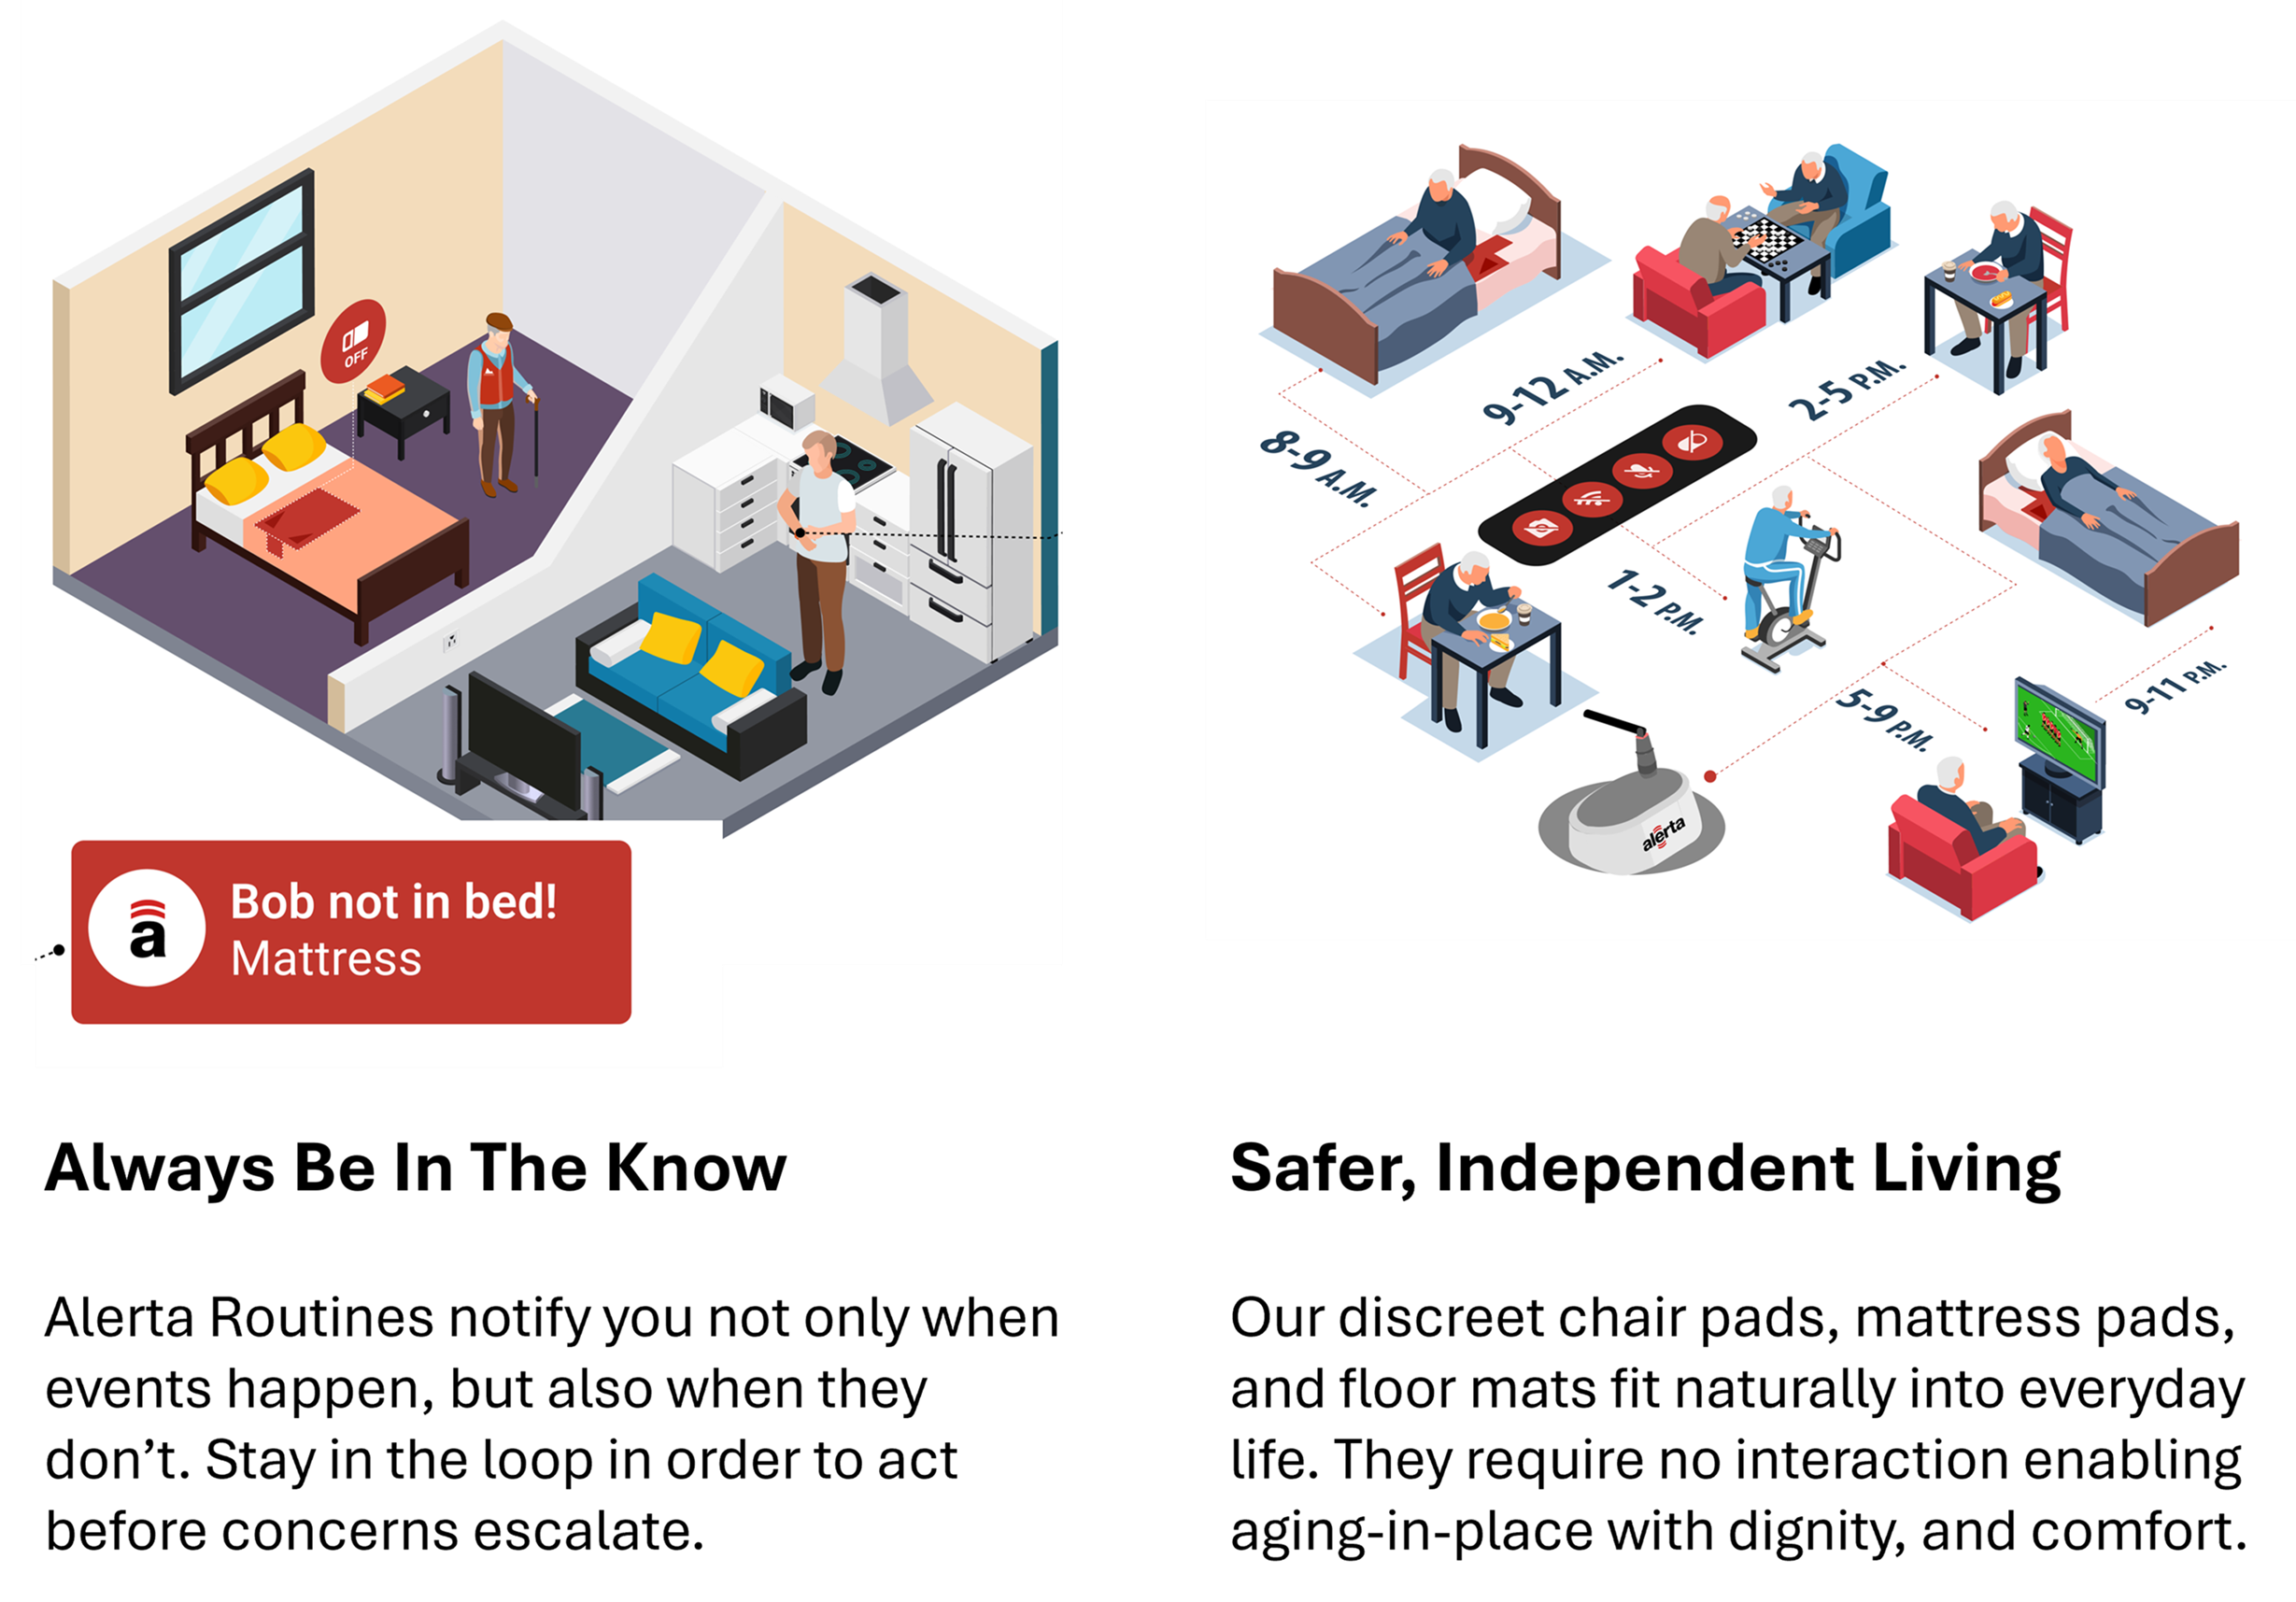 OFF
Bob not in bed!
a
Mattress
8-9 A.M.
9-12 A.M.
2-5 P.M.
1-2 P.M.
5-9 P.M.
9-11 P.M.
alerta
Always Be In The Know
Alerta Routines notify you not only when
events happen, but also when they
don’t. Stay in the loop in order to act
before concerns escalate.
Safer, Independent Living
Our discreet chair pads, mattress pads,
and floor mats fit naturally into everyday
life. They require no interaction enabling
aging-in-place with dignity, and comfort.